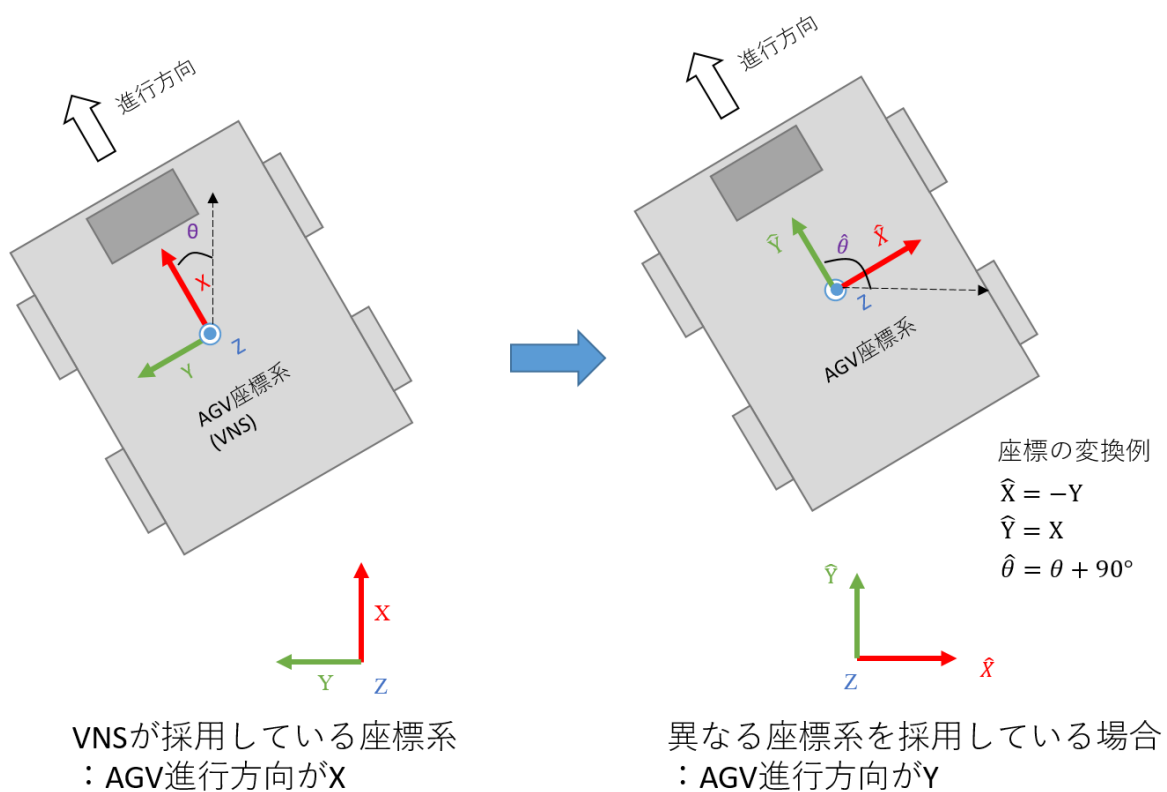 進行方向
θ
X
Y
Z
AGV座標系
(VNS)
X
Y
Z
VNSが採用している座標系
：AGV進行方向がX
進行方向
Ŷ
θ̂
X̂
Z
AGV座標系
座標の変換例
X̂ = −Y
Ŷ = X
θ̂ = θ + 90°
Ŷ
Z
X̂
異なる座標系を採用している場合
：AGV進行方向がY